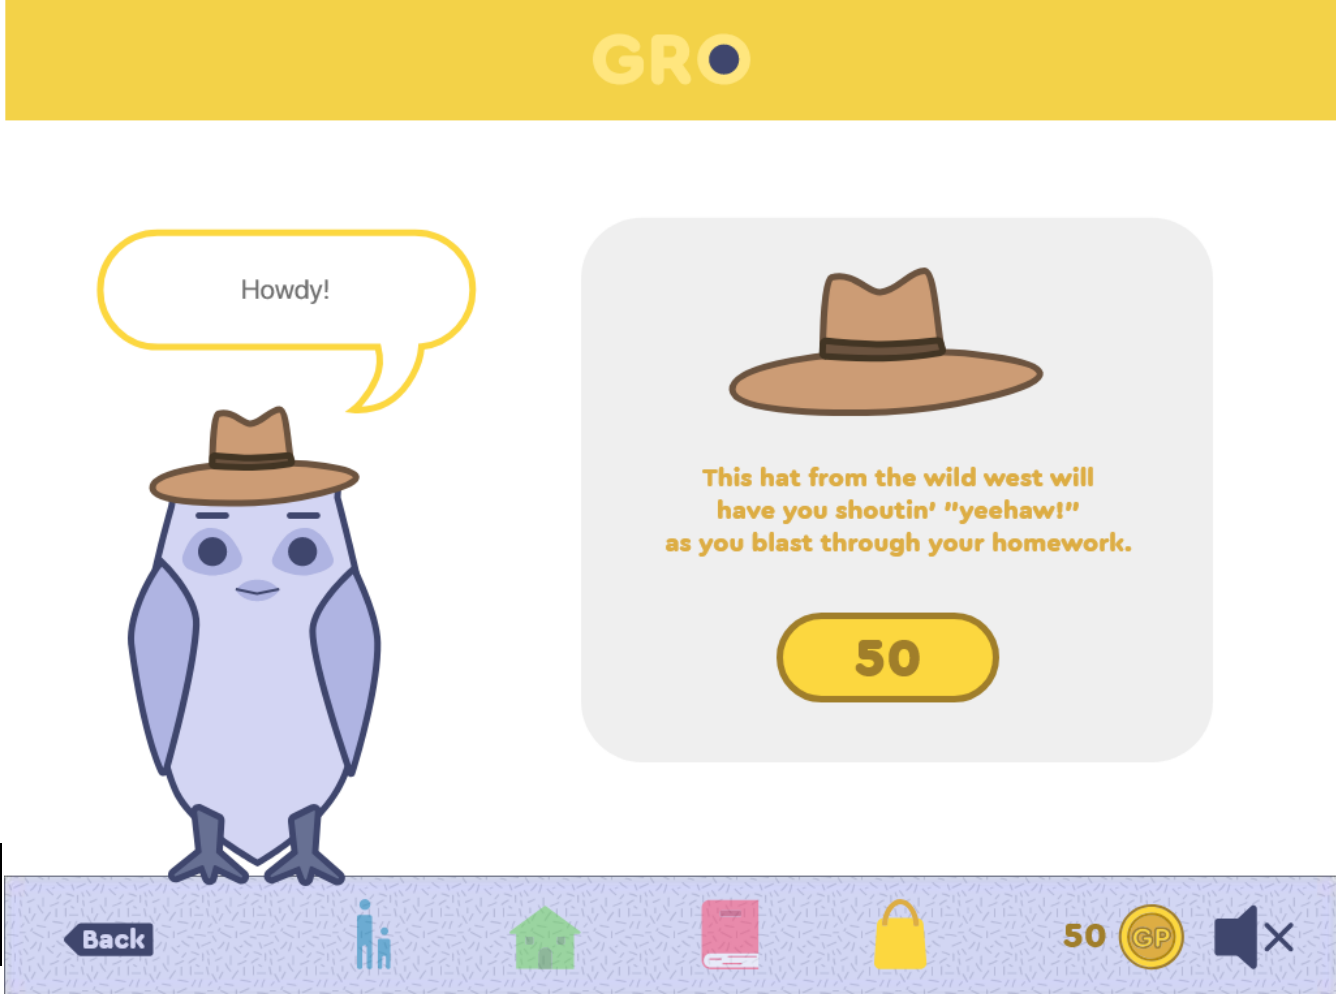 GRO
Howdy!
This hat from the wild west will
have you shoutin' "yeehaw!"
as you blast through your homework.
50
Back
50
GP